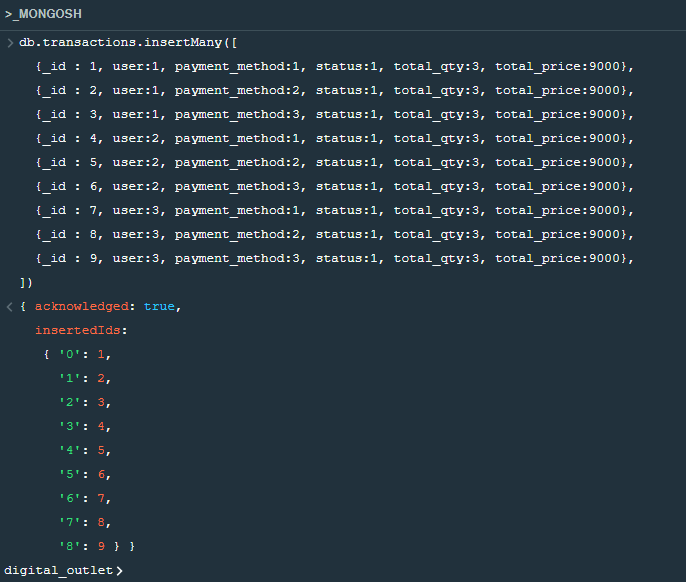 >_MONGOSH
> db.transactions.insertMany([
{_id : 1, user:1, payment_method:1, status:1, total_qty:3, total_price:9000},
{_id : 2, user:1, payment_method:2, status:1, total_qty:3, total_price:9000},
{_id : 3, user:1, payment_method:3, status:1, total_qty:3, total_price:9000},
{_id : 4, user:2, payment_method:1, status:1, total_qty:3, total_price:9000},
{_id : 5, user:2, payment_method:2, status:1, total_qty:3, total_price:9000},
{_id : 6, user:2, payment_method:3, status:1, total_qty:3, total_price:9000},
{_id : 7, user:3, payment_method:1, status:1, total_qty:3, total_price:9000},
{_id : 8, user:3, payment_method:2, status:1, total_qty:3, total_price:9000},
{_id : 9, user:3, payment_method:3, status:1, total_qty:3, total_price:9000},
])
< { acknowledged: true,
insertedIds:
{ '0': 1,
'1': 2,
'2': 3,
'3': 4,
'4': 5,
'5': 6,
'6': 7,
'7': 8,
'8': 9 } }
digital_outlet>